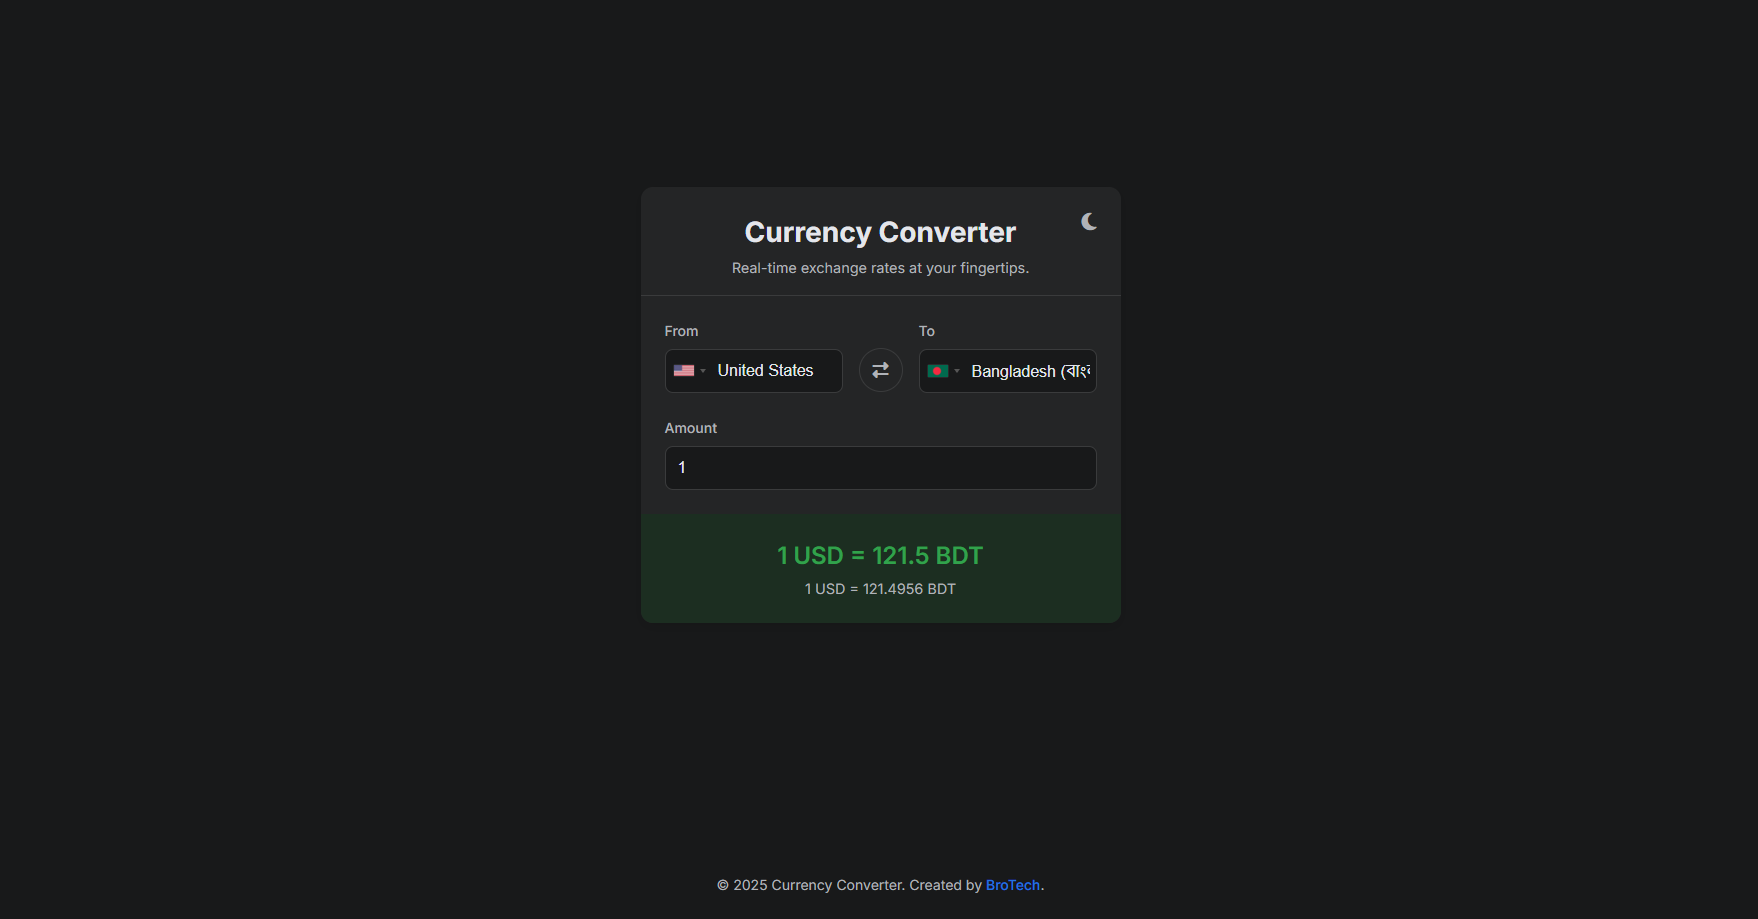 Currency Converter
Real-time exchange rates at your fingertips.
From
To
United States
Bangladesh (বাং
Amount
1
1 USD = 121.5 BDT
1 USD = 121.4956 BDT
© 2025 Currency Converter. Created by BroTech.